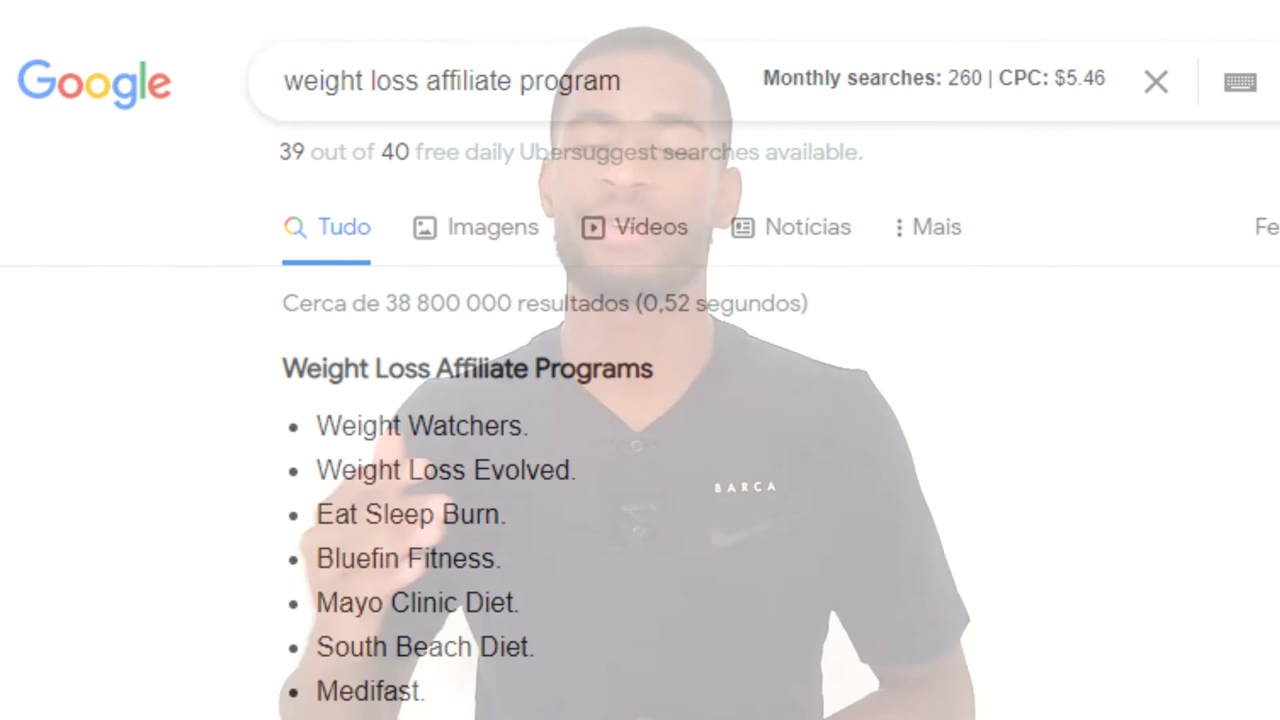 Google
weight loss affiliate program Monthly searches: 260 | CPC: $5.46
39 out of 40 free daily Ubersuggest searches available.
Tudo Imagens Vídeos Notícias Mais Fe
Cerca de 38 800 000 resultados (0,52 segundos)
Weight Loss Affiliate Programs
• Weight Watchers.
• Weight Loss Evolved.
• Eat Sleep Burn.
• Bluefin Fitness.
• Mayo Clinic Diet.
• South Beach Diet.
• Medifast.
BARCA